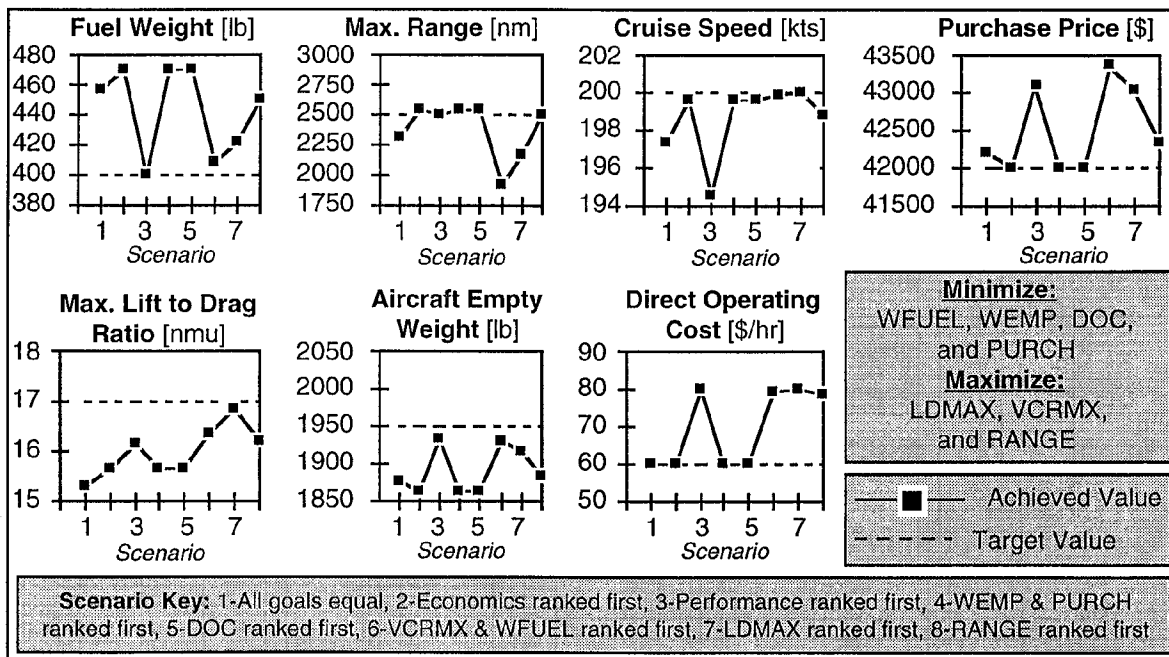 Fuel Weight [lb]
480
460
440
420
400
380
1 3 5 7
Scenario
Max. Range [nm]
3000
2750
2500
2250
2000
1750
1 3 5 7
Scenario
Cruise Speed [kts]
202
200
198
196
194
1 3 5 7
Scenario
Purchase Price [$]
43500
43000
42500
42000
41500
1 3 5 7
Scenario
Max. Lift to Drag
Ratio [nmu]
18
17
16
15
1 3 5 7
Scenario
Aircraft Empty
Weight [lb]
2050
2000
1950
1900
1850
1 3 5 7
Scenario
Direct Operating
Cost [$/hr]
90
80
70
60
50
1 3 5 7
Scenario
Minimize:
WFUEL, WEMP, DOC,
and PURCH
Maximize:
LDMAX, VCRMX,
and RANGE
Achieved Value
Target Value
Scenario Key: 1-All goals equal, 2-Economics ranked first, 3-Performance ranked first, 4-WEMP & PURCH
ranked first, 5-DOC ranked first, 6-VCRMX & WFUEL ranked first, 7-LDMAX ranked first, 8-RANGE ranked first